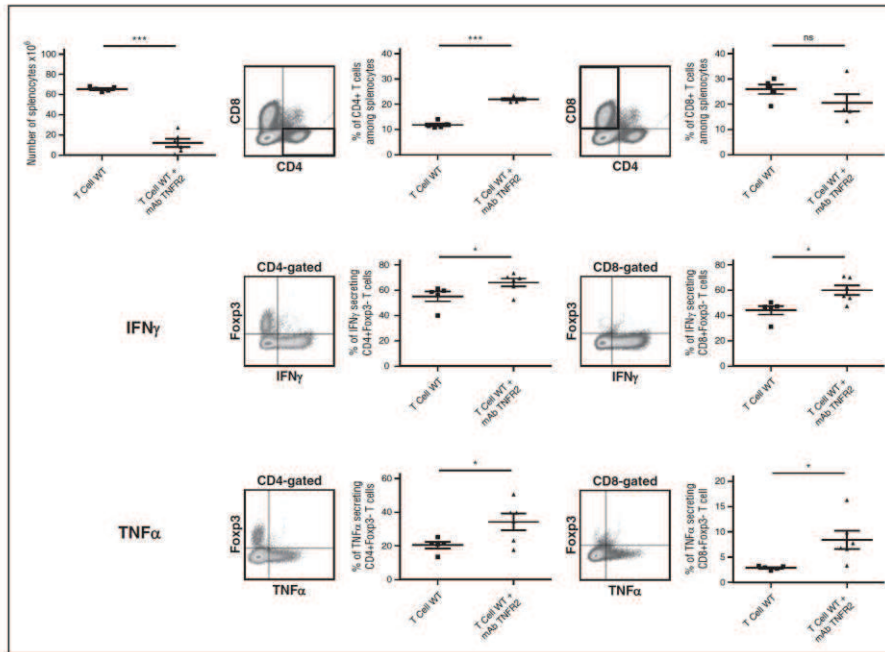 ***
Number of splenocytes x10⁶
100
80
60
40
20
0
T Cell WT
T Cell WT +
mAb TNFR2
CD8
CD4
***
% of CD4+ T cells
among splenocytes
40
30
20
10
0
T Cell WT
T Cell WT +
mAb TNFR2
CD8
CD4
ns
% of CD8+ T cells
among splenocytes
40
30
20
10
0
T Cell WT
T Cell WT +
mAb TNFR2
IFNγ
CD4-gated
Foxp3
IFNγ
*
% of IFNγ secreting
CD4+Foxp3- T cells
80
60
40
20
0
T Cell WT
T Cell WT +
mAb TNFR2
CD8-gated
Foxp3
IFNγ
*
% of IFNγ secreting
CD8+Foxp3- T cells
80
60
40
20
0
T Cell WT
T Cell WT +
mAb TNFR2
TNFα
CD4-gated
Foxp3
TNFα
*
% of TNFα secreting
CD4+Foxp3- T cells
60
40
20
0
T Cell WT
T Cell WT +
mAb TNFR2
CD8-gated
Foxp3
TNFα
*
% of TNFα secreting
CD8+Foxp3- T cell
20
15
10
5
0
T Cell WT
T Cell WT +
mAb TNFR2